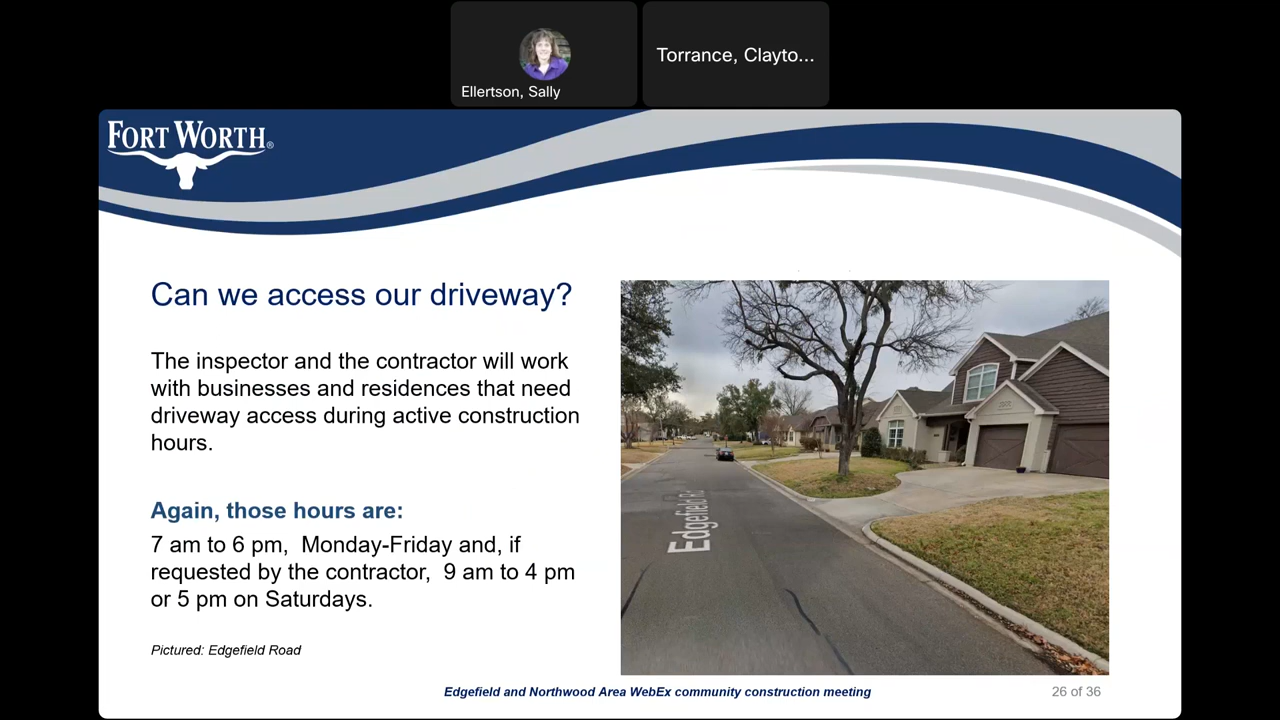 Ellertson, Sally
Torrance, Clayto...
FORT WORTH®
Can we access our driveway?
The inspector and the contractor will work
with businesses and residences that need
driveway access during active construction
hours.
Again, those hours are:
7 am to 6 pm, Monday-Friday and, if
requested by the contractor, 9 am to 4 pm
or 5 pm on Saturdays.
Pictured: Edgefield Road
Edgefield Rd
Edgefield and Northwood Area WebEx community construction meeting
26 of 36